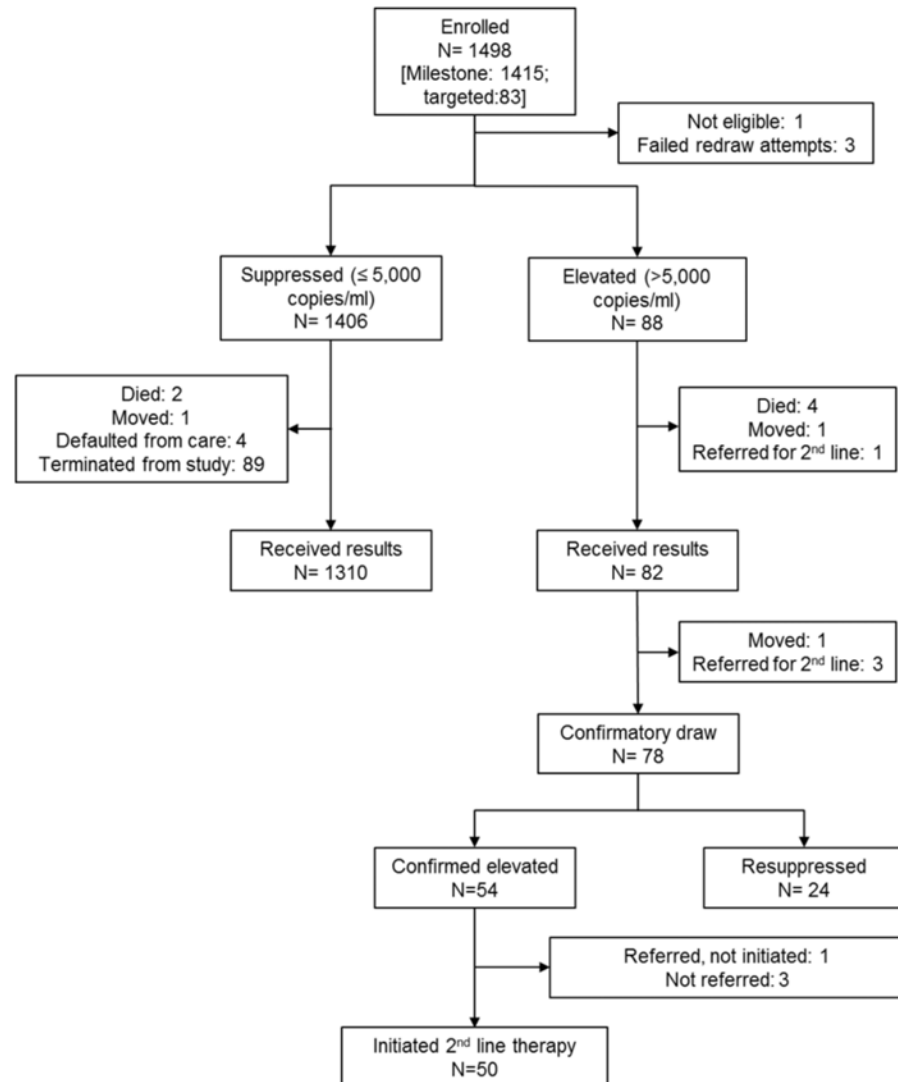 Enrolled
N= 1498
[Milestone: 1415;
targeted:83]
Not eligible: 1
Failed redraw attempts: 3
Suppressed (≤ 5,000
copies/ml)
N= 1406
Elevated (>5,000
copies/ml)
N= 88
Died: 2
Moved: 1
Defaulted from care: 4
Terminated from study: 89
Died: 4
Moved: 1
Referred for 2nd line: 1
Received results
N= 1310
Received results
N= 82
Moved: 1
Referred for 2nd line: 3
Confirmatory draw
N= 78
Confirmed elevated
N=54
Resuppressed
N= 24
Referred, not initiated: 1
Not referred: 3
Initiated 2nd line therapy
N=50